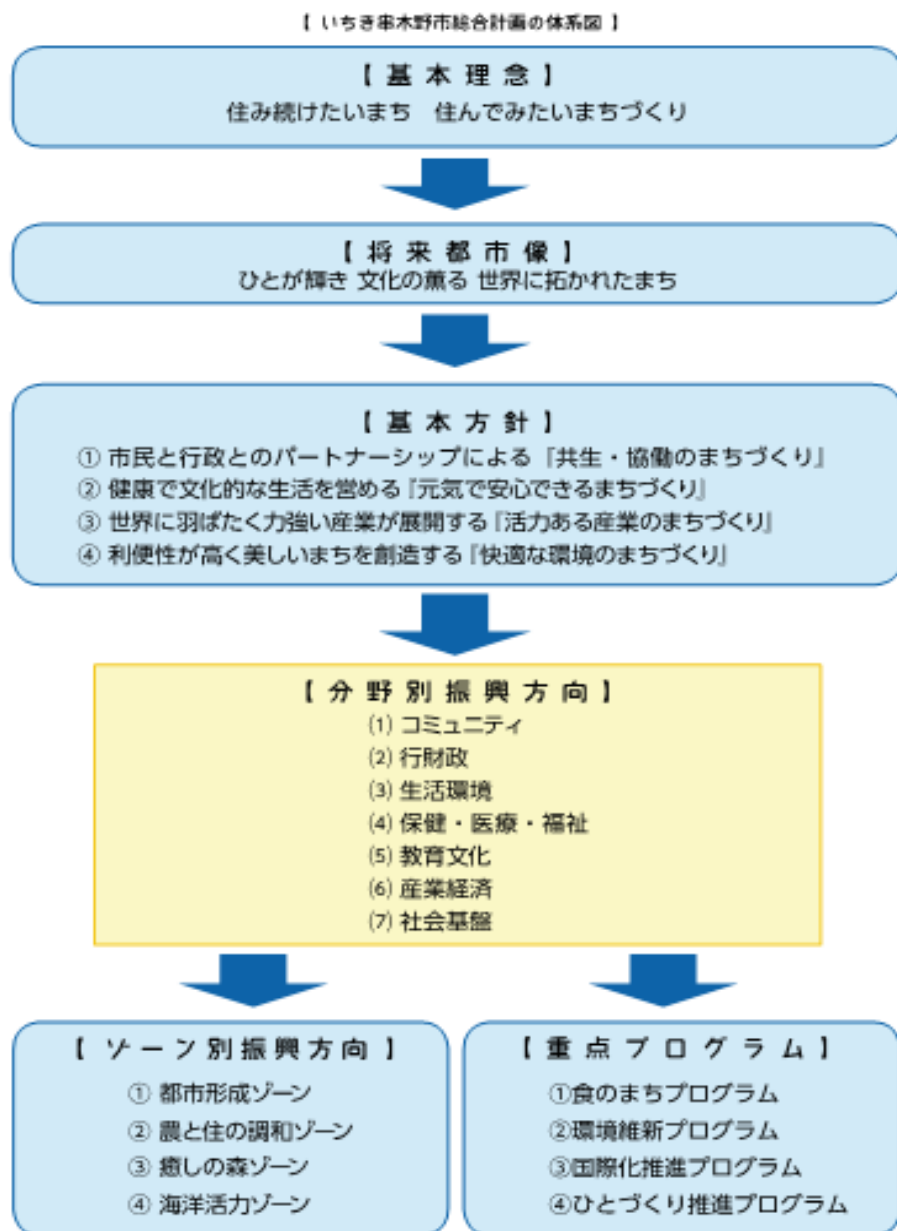 【 いちき串木野市総合計画の体系図 】
【 基 本 理 念 】
住み続けたいまち　住んでみたいまちづくり
【 将 来 都 市 像 】
ひとが輝き 文化の薫る 世界に拓かれたまち
【 基 本 方 針 】
① 市民と行政とのパートナーシップによる『共生・協働のまちづくり』
② 健康で文化的な生活を営める『元気で安心できるまちづくり』
③ 世界に羽ばたく力強い産業が展開する『活力ある産業のまちづくり』
④ 利便性が高く美しいまちを創造する『快適な環境のまちづくり』
【 分 野 別 振 興 方 向 】
(1) コミュニティ
(2) 行財政
(3) 生活環境
(4) 保健・医療・福祉
(5) 教育文化
(6) 産業経済
(7) 社会基盤
【 ゾーン別振興方向 】
① 都市形成ゾーン
② 農と住の調和ゾーン
③ 癒しの森ゾーン
④ 海洋活力ゾーン
【 重 点 プ ロ グ ラ ム 】
①食のまちプログラム
②環境維新プログラム
③国際化推進プログラム
④ひとづくり推進プログラム